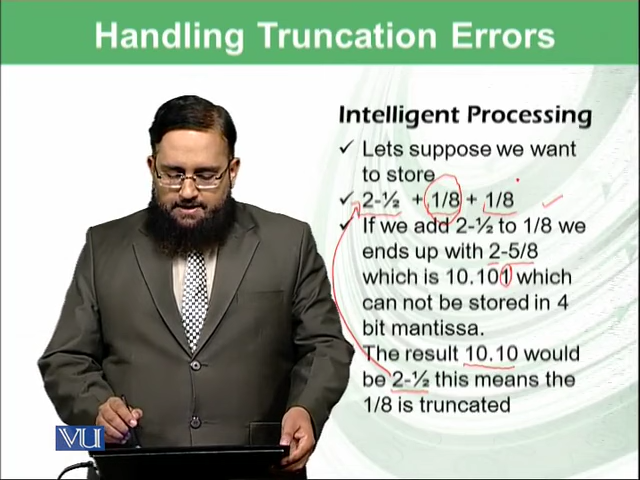 Handling Truncation Errors
Intelligent Processing
✓ Lets suppose we want
to store
✓ 2-½ + 1/8 + 1/8
✓ If we add 2-½ to 1/8 we
ends up with 2-5/8
which is 10.101 which
can not be stored in 4
bit mantissa.
The result 10.10 would
be 2-½ this means the
1/8 is truncated
VU